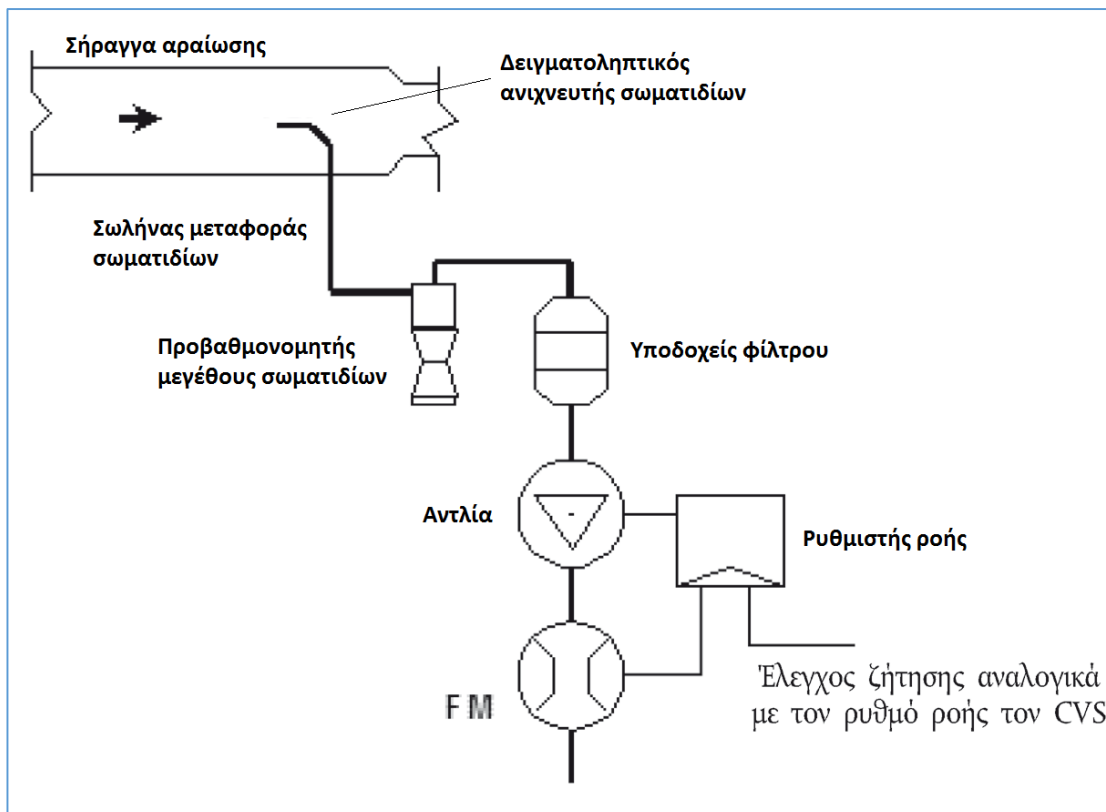 Σήραγγα αραίωσης
Δειγματοληπτικός
ανιχνευτής σωματιδίων
Σωλήνας μεταφοράς
σωματιδίων
Προβαθμονομητής
μεγέθους σωματιδίων
Υποδοχείς φίλτρου
Αντλία
Ρυθμιστής ροής
Έλεγχος ζήτησης αναλογικά
με τον ρυθμό ροής τον CVS
FM